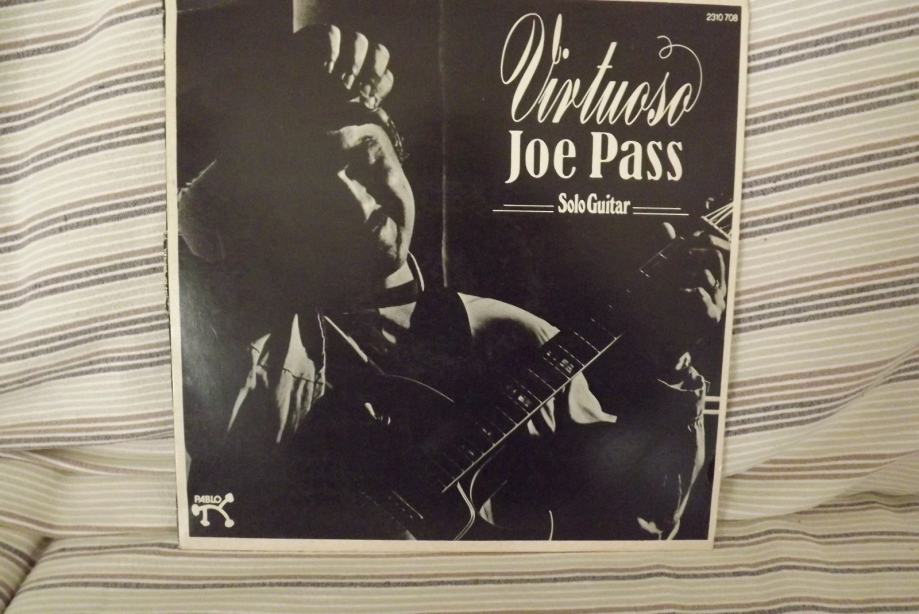 2310 708
Virtuoso
Joe Pass
Solo Guitar
PABLO